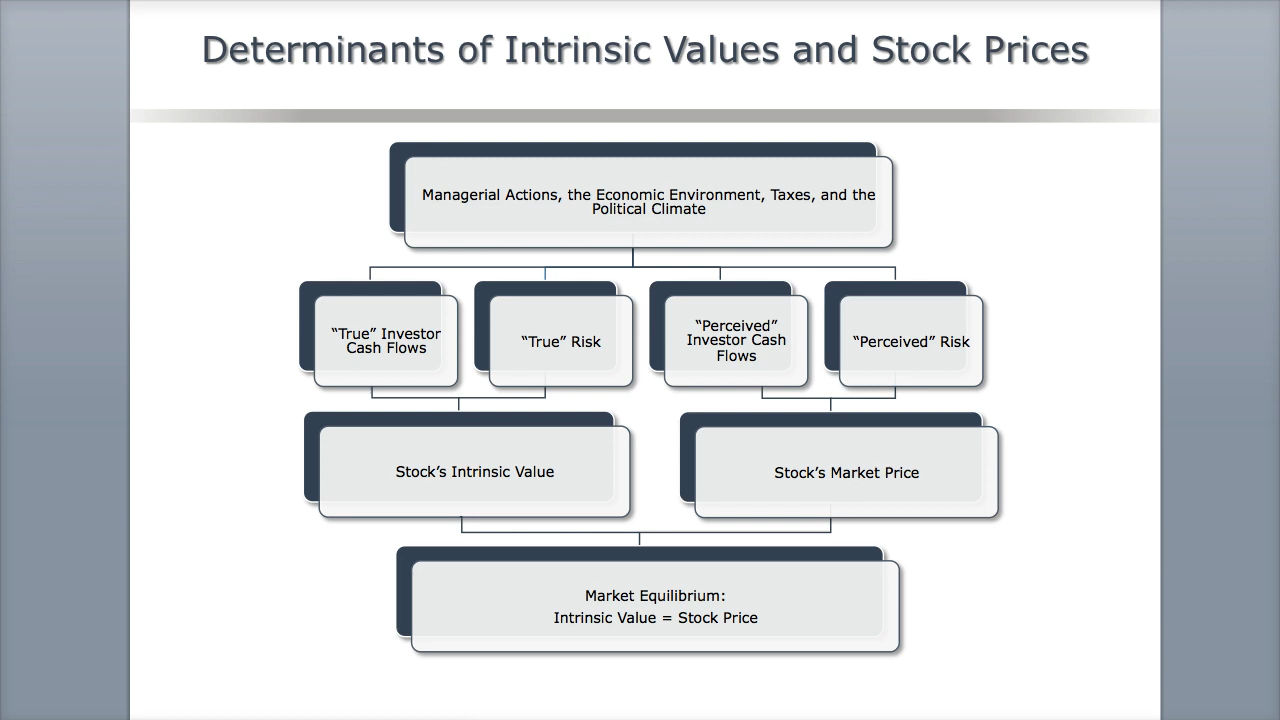 Determinants of Intrinsic Values and Stock Prices
Managerial Actions, the Economic Environment, Taxes, and the
Political Climate
“True” Investor
Cash Flows
“True” Risk
“Perceived”
Investor Cash
Flows
“Perceived” Risk
Stock’s Intrinsic Value
Stock’s Market Price
Market Equilibrium:
Intrinsic Value = Stock Price